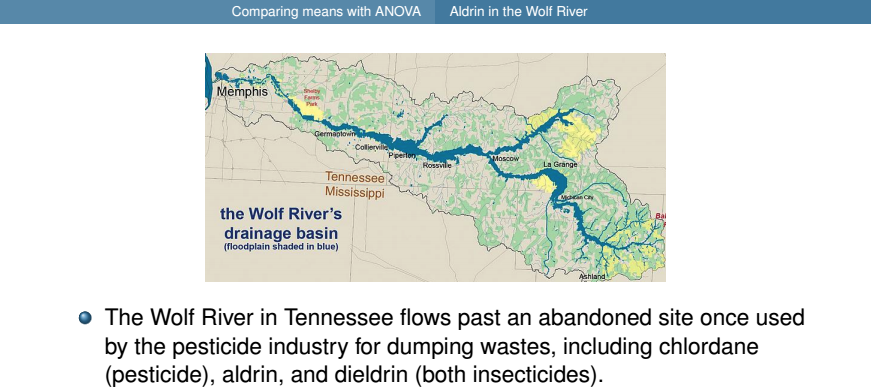 Comparing means with ANOVA Aldrin in the Wolf River
Memphis
Shelby
Farms
Park
Germantown
Collierville
Piperton
Rossville
Moscow
La Grange
Tennessee
Mississippi
Michigan City
the Wolf River's
drainage basin
(floodplain shaded in blue)
Ashland
The Wolf River in Tennessee flows past an abandoned site once used
by the pesticide industry for dumping wastes, including chlordane
(pesticide), aldrin, and dieldrin (both insecticides).